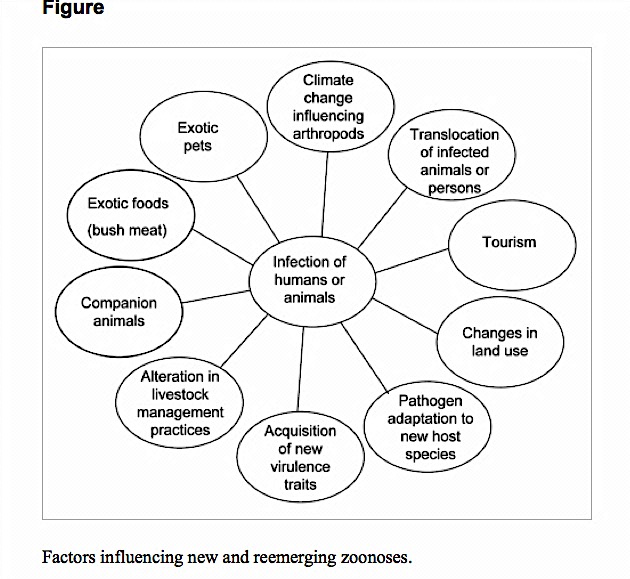 Figure
Climate
change
influencing
arthropods
Exotic
pets
Translocation
of infected
animals or
persons
Exotic foods
(bush meat)
Tourism
Infection of
humans or
animals
Companion
animals
Changes in
land use
Alteration in
livestock
management
practices
Pathogen
adaptation to
new host
species
Acquisition
of new
virulence
traits
Factors influencing new and reemerging zoonoses.